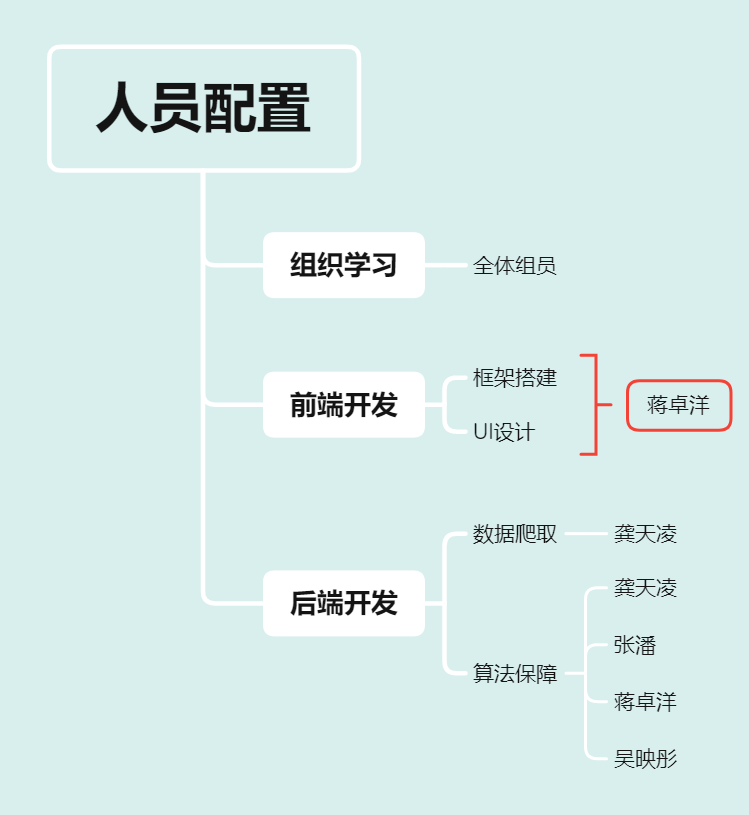 人员配置
组织学习
全体组员
前端开发
框架搭建
UI设计
蒋卓洋
后端开发
数据爬取
龚天凌
算法保障
龚天凌
张潘
蒋卓洋
吴映彤